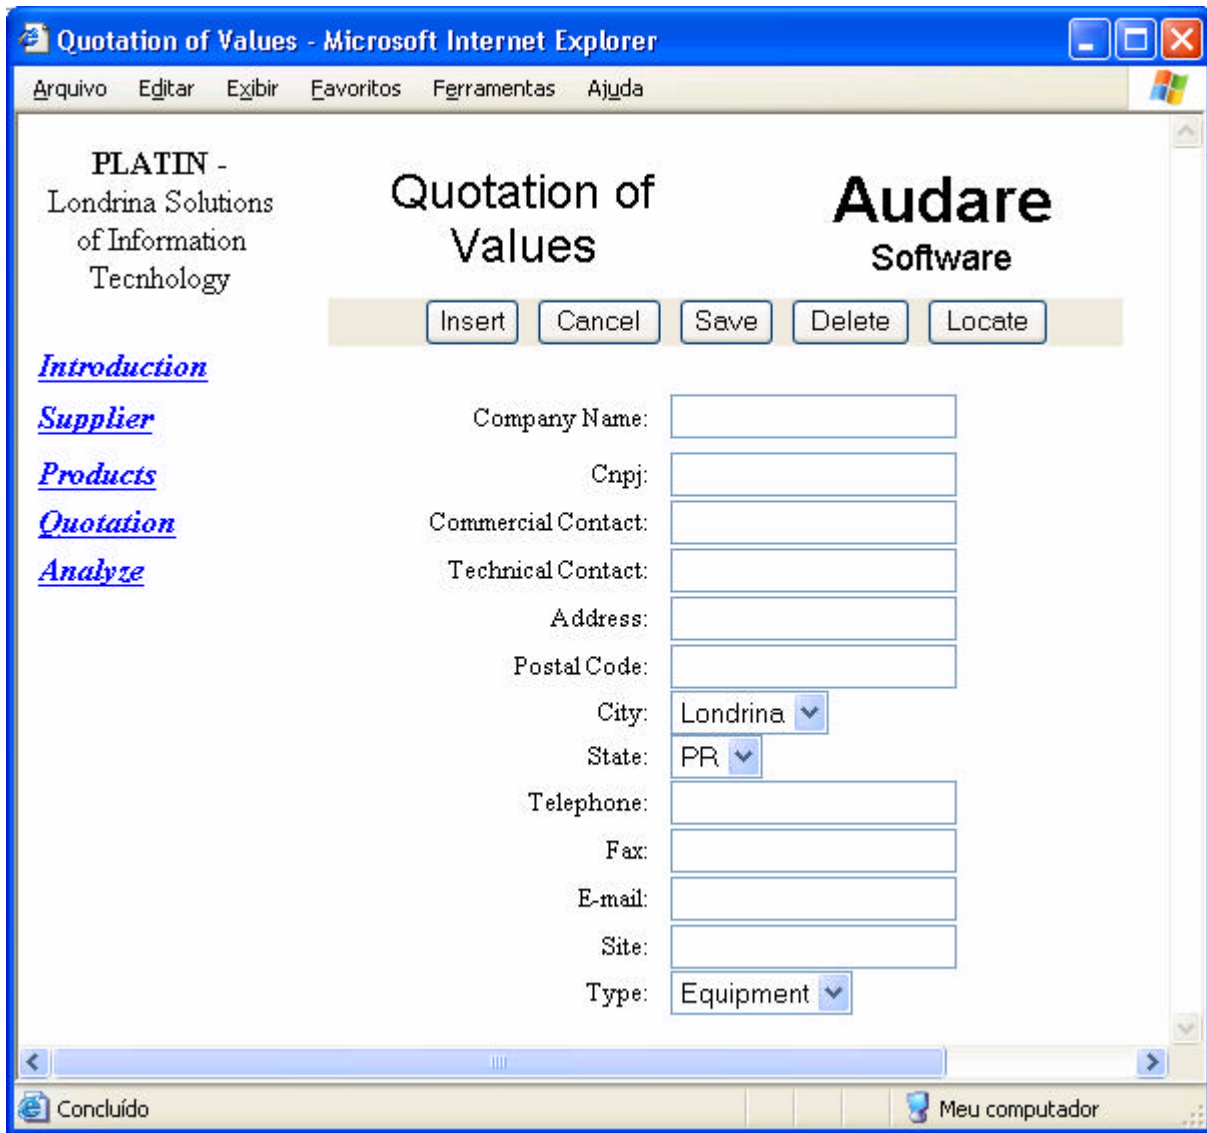 Quotation of Values - Microsoft Internet Explorer
Arquivo Editar Exibir Favoritos Ferramentas Ajuda
PLATIN -
Londrina Solutions
of Information
Tecnhology
Quotation of
Values
Audare
Software
Insert Cancel Save Delete Locate
Introduction
Supplier
Products
Quotation
Analyze
Company Name:
Cnpj:
Commercial Contact:
Technical Contact:
Address:
Postal Code:
City: Londrina
State: PR
Telephone:
Fax:
E-mail:
Site:
Type: Equipment
Concluído Meu computador